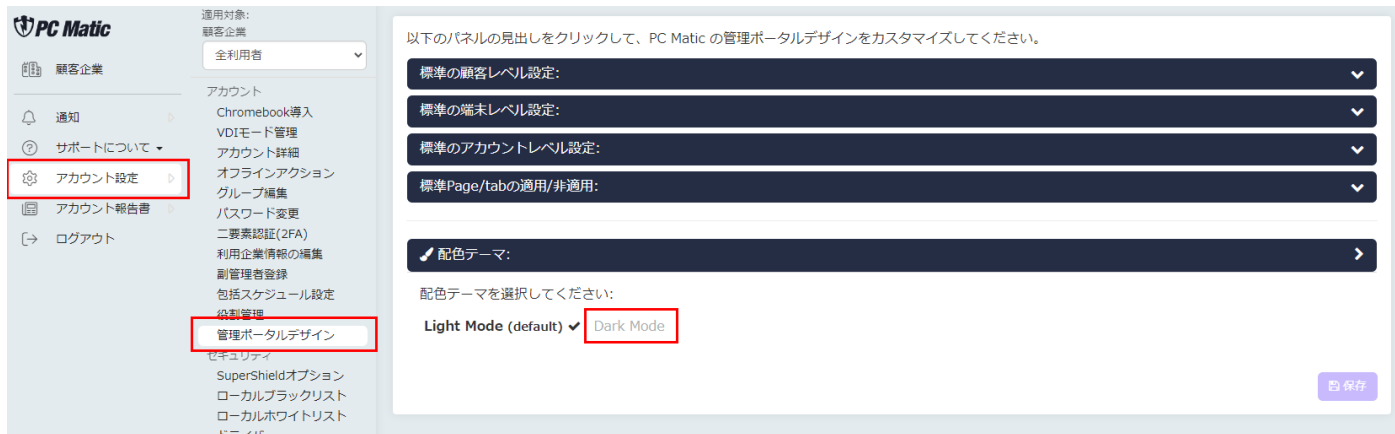 PC Matic
顧客企業
通知
サポートについて
アカウント設定
アカウント報告書
ログアウト
適用対象:
顧客企業
全利用者
アカウント
Chromebook導入
VDIモード管理
アカウント詳細
オフラインアクション
グループ編集
パスワード変更
二要素認証(2FA)
利用企業情報の編集
副管理者登録
包括スケジュール設定
役割管理
管理ポータルデザイン
セキュリティ
SuperShieldオプション
ローカルブラックリスト
ローカルホワイトリスト
以下のパネルの見出しをクリックして、PC Matic の管理ポータルデザインをカスタマイズしてください。
標準の顧客レベル設定:
標準の端末レベル設定:
標準のアカウントレベル設定:
標準Page/tabの適用/非適用:
配色テーマ:
配色テーマを選択してください:
Light Mode (default) ✔ Dark Mode
保存